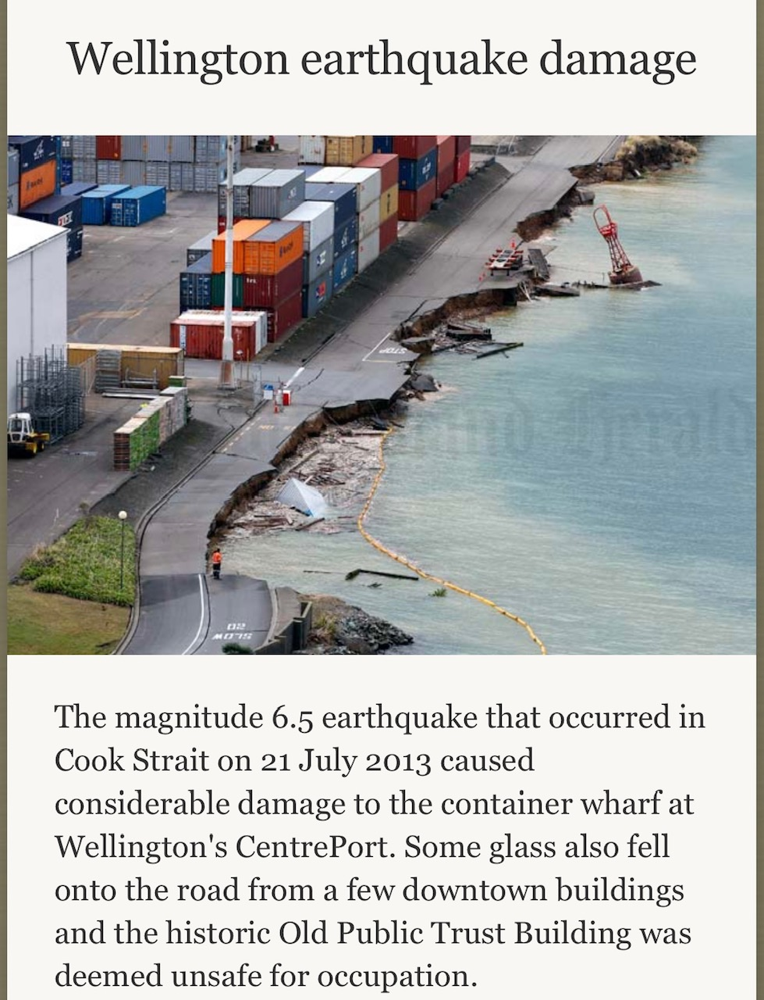 Wellington earthquake damage
STOP
SLOW
The magnitude 6.5 earthquake that occurred in
Cook Strait on 21 July 2013 caused
considerable damage to the container wharf at
Wellington's CentrePort. Some glass also fell
onto the road from a few downtown buildings
and the historic Old Public Trust Building was
deemed unsafe for occupation.